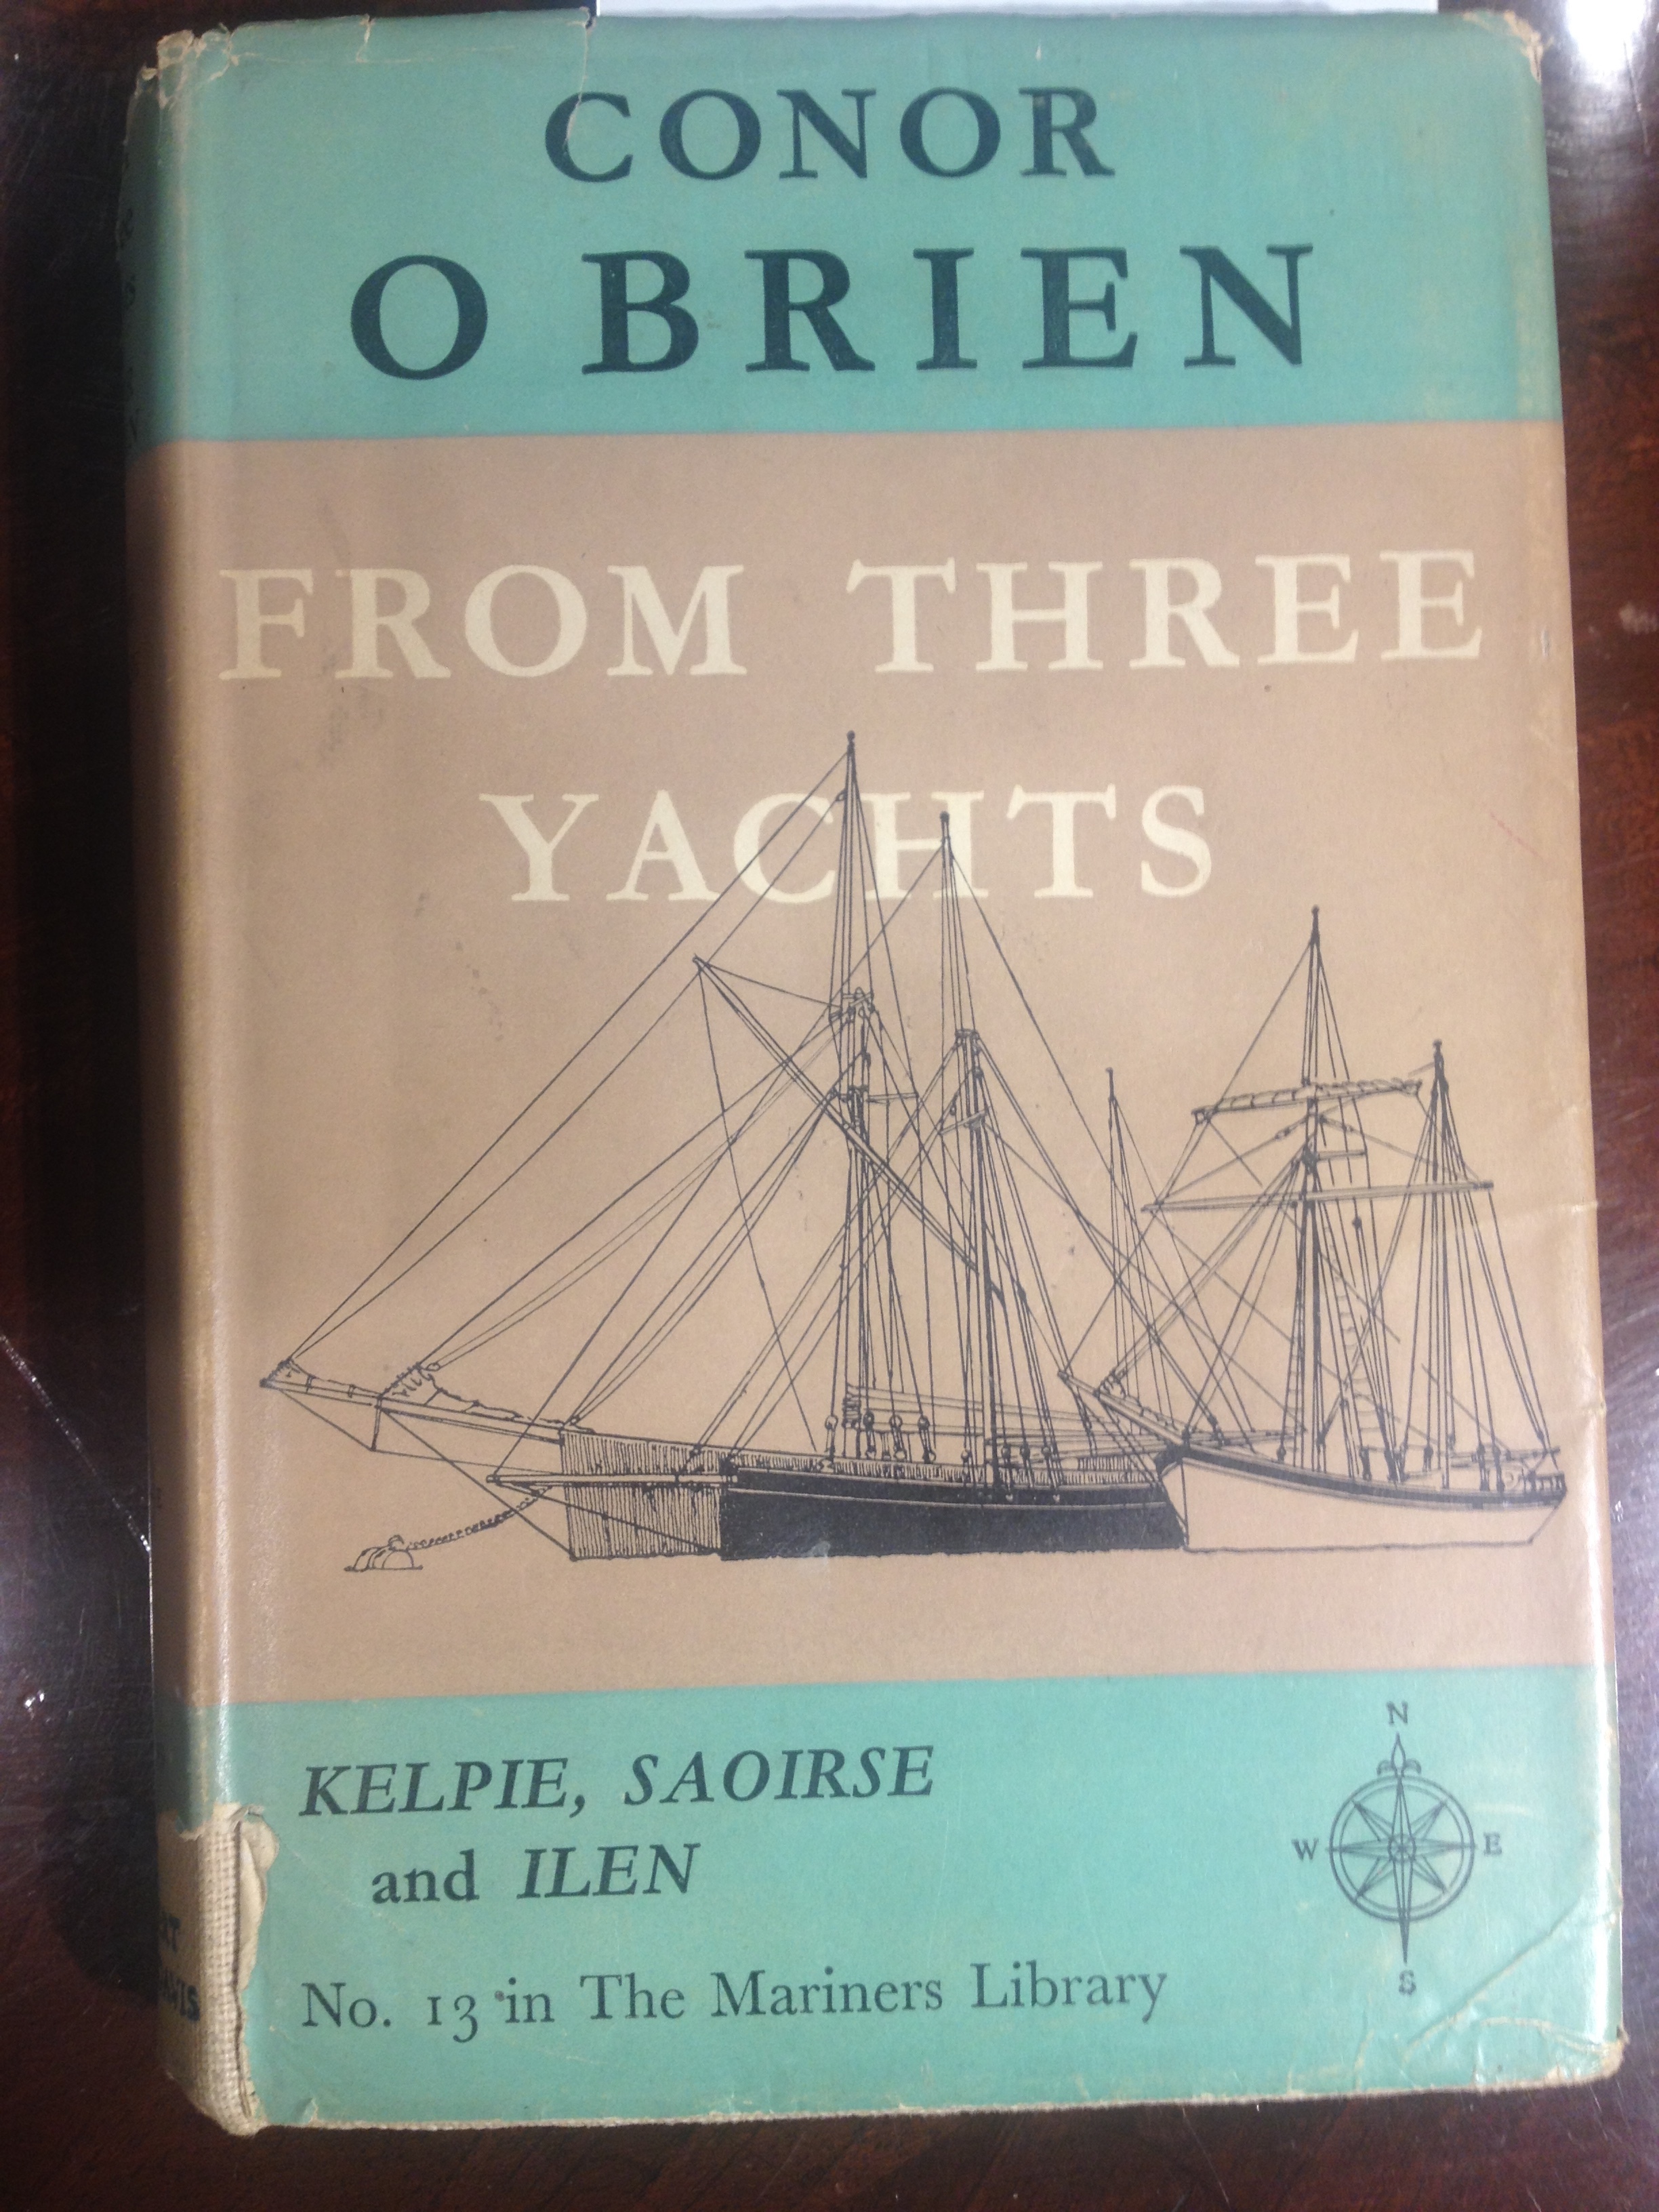 CONOR
O BRIEN
FROM THREE
YACHTS
KELPIE, SAOIRSE
and ILEN
No. 13 in The Mariners Library
N
W E
S